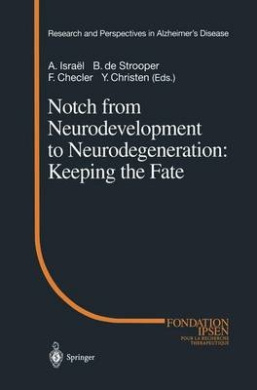 Research and Perspectives in Alzheimer's Disease
A. Israël B. de Strooper
F. Checler Y. Christen (Eds.)
Notch from
Neurodevelopment
to Neurodegeneration:
Keeping the Fate
FONDATION
IPSEN
POUR LA RECHERCHE
THERAPEUTIQUE
Springer